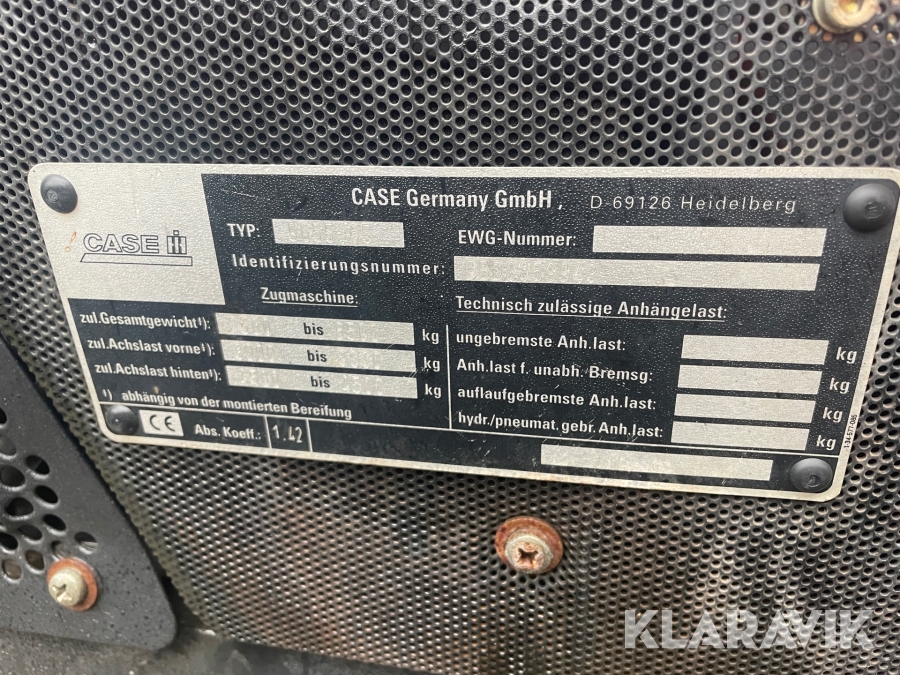 CASE Germany GmbH, D-69126 Heidelberg
CASE IH
TYP:
EWG-Nummer:
Identifizierungsnummer:
Zugmaschine:
zul.Gesamtgewicht¹): bis kg
zul.Achslast vorne¹): bis kg
zul.Achslast hinten¹): bis kg
¹) abhängig von der montierten Bereifung
CE Abs. Koeff.: 1.42
Technisch zulässige Anhängelast:
ungebremste Anh.last: kg
Anh.last f. unabh. Bremsg: kg
auflaufgebremste Anh.last: kg
hydr./pneumat.gebr. Anh.last: kg
KLARAVIK